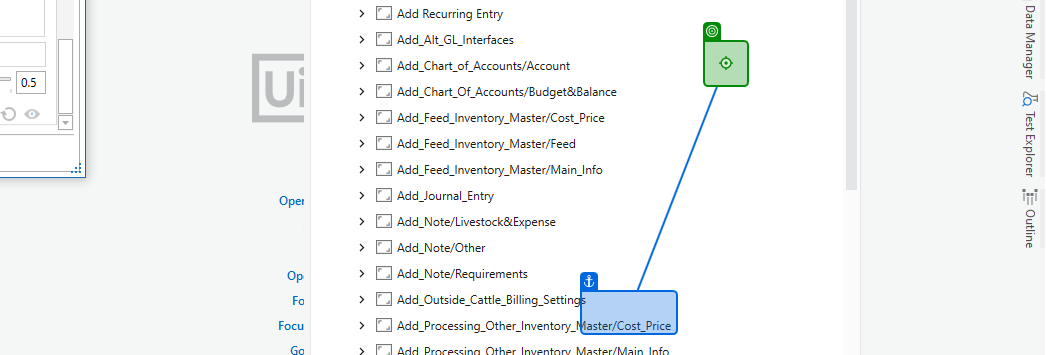 Add Recurring Entry
Add_Alt_GL_Interfaces
Add_Chart_of_Accounts/Account
Add_Chart_Of_Accounts/Budget&Balance
Add_Feed_Inventory_Master/Cost_Price
Add_Feed_Inventory_Master/Feed
Add_Feed_Inventory_Master/Main_Info
Add_Journal_Entry
Add_Note/Livestock&Expense
Add_Note/Other
Add_Note/Requirements
Add_Outside_Cattle_Billing_Settings
Add_Processing_Other_Inventory_Master/Cost_Price
Add_Processing_Other_Inventory_Master/Main_Info
0.5
Ui
Oper
Op
Fo
Focu
Go
Data Manager
Test Explorer
Outline